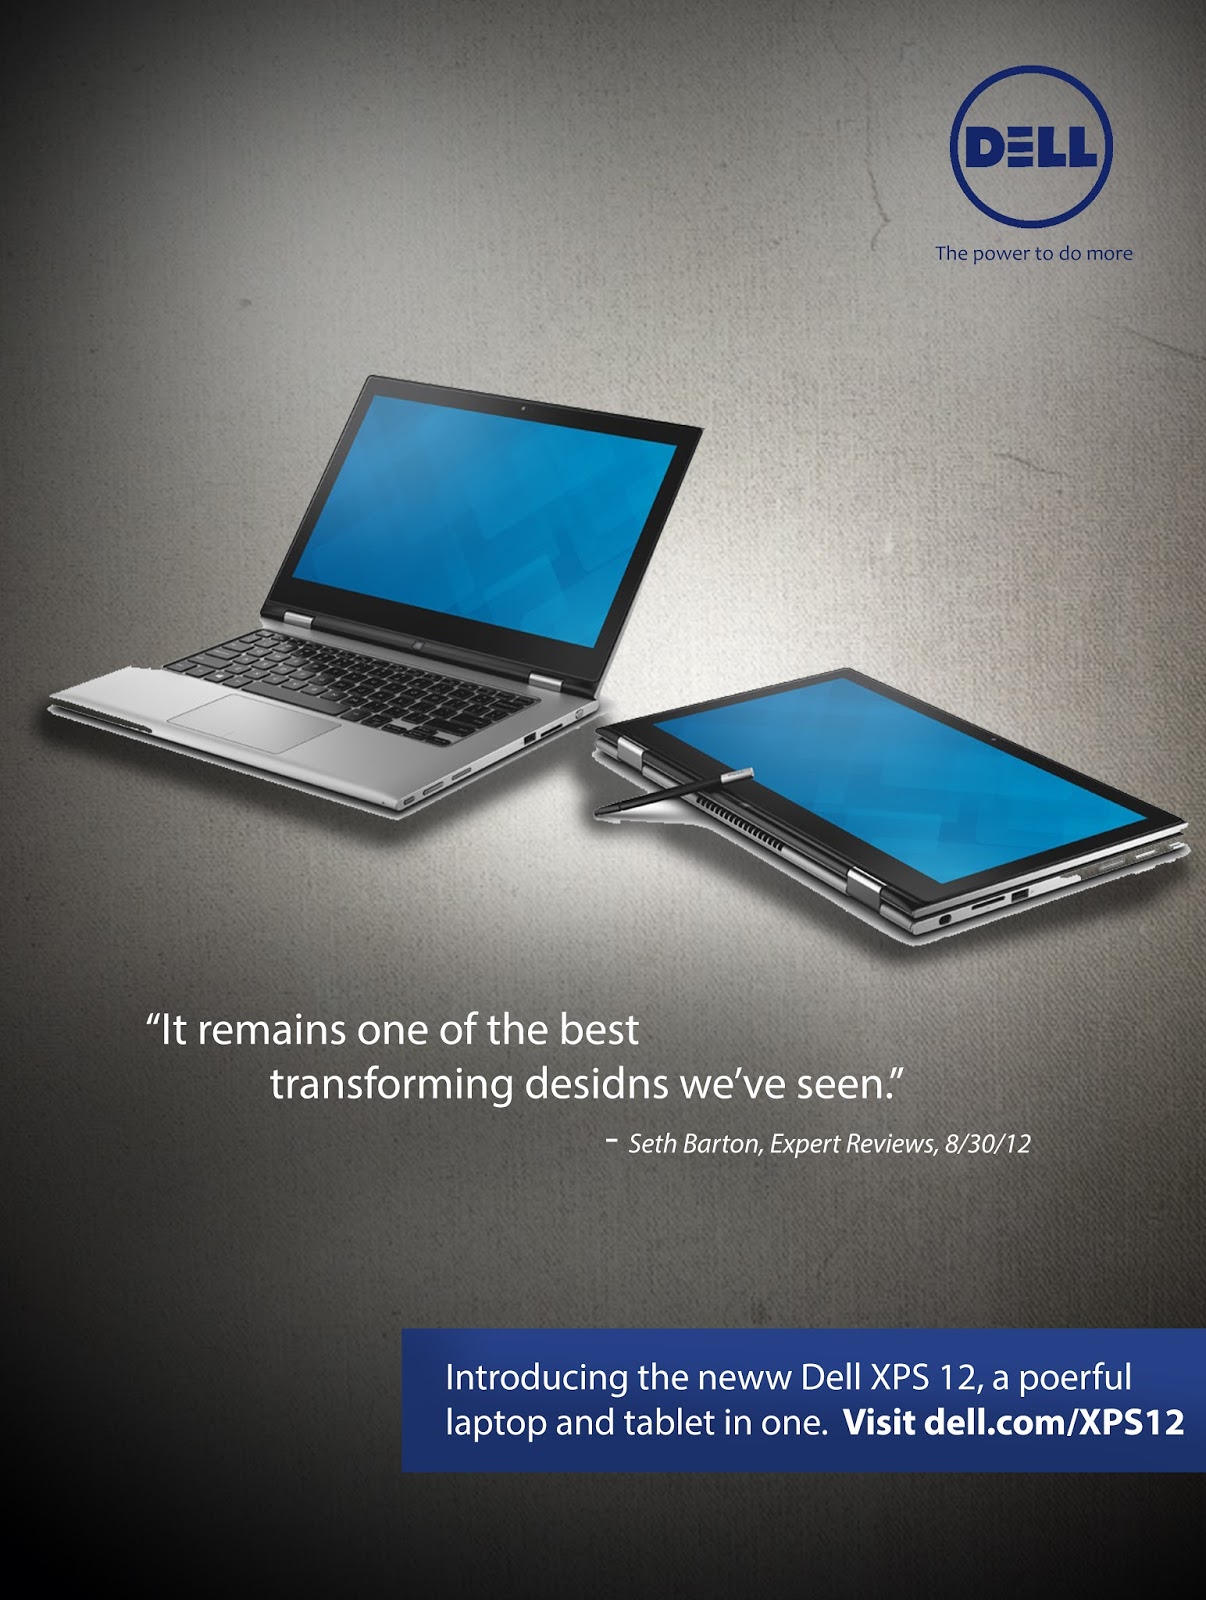 DELL
The power to do more
“It remains one of the best
transforming desidns we’ve seen.”
- Seth Barton, Expert Reviews, 8/30/12
Introducing the neww Dell XPS 12, a poerful
laptop and tablet in one. Visit dell.com/XPS12